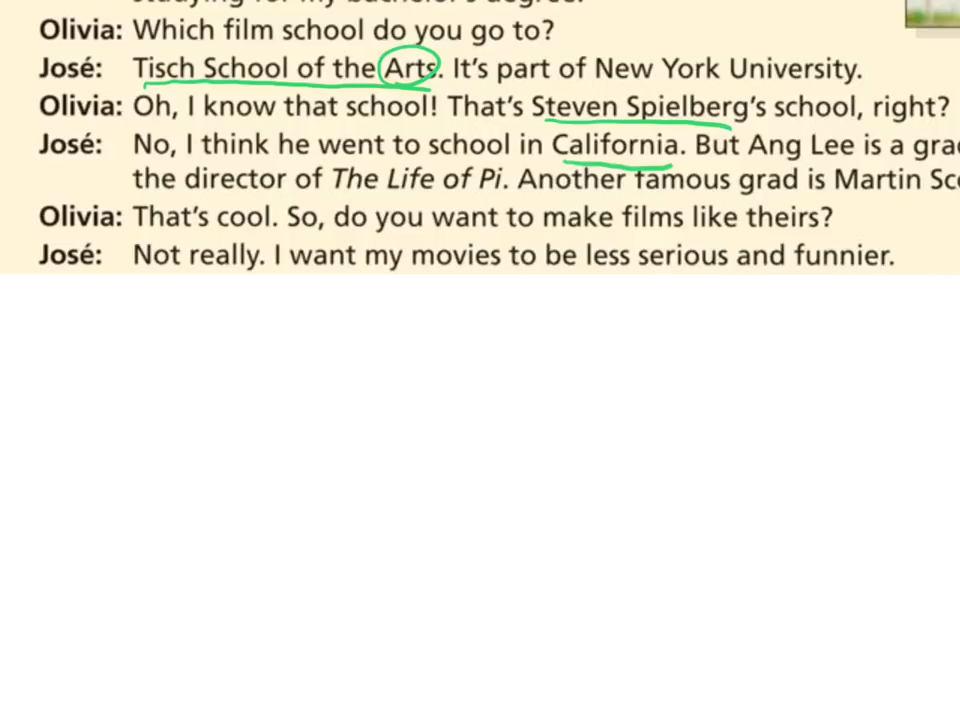 Olivia: Which film school do you go to?
José: Tisch School of the Arts. It's part of New York University.
Olivia: Oh, I know that school! That's Steven Spielberg's school, right?
José: No, I think he went to school in California. But Ang Lee is a
the director of The Life of Pi. Another famous grad is Martin
Olivia: That's cool. So, do you want to make films like theirs?
José: Not really. I want my movies to be less serious and funnier.